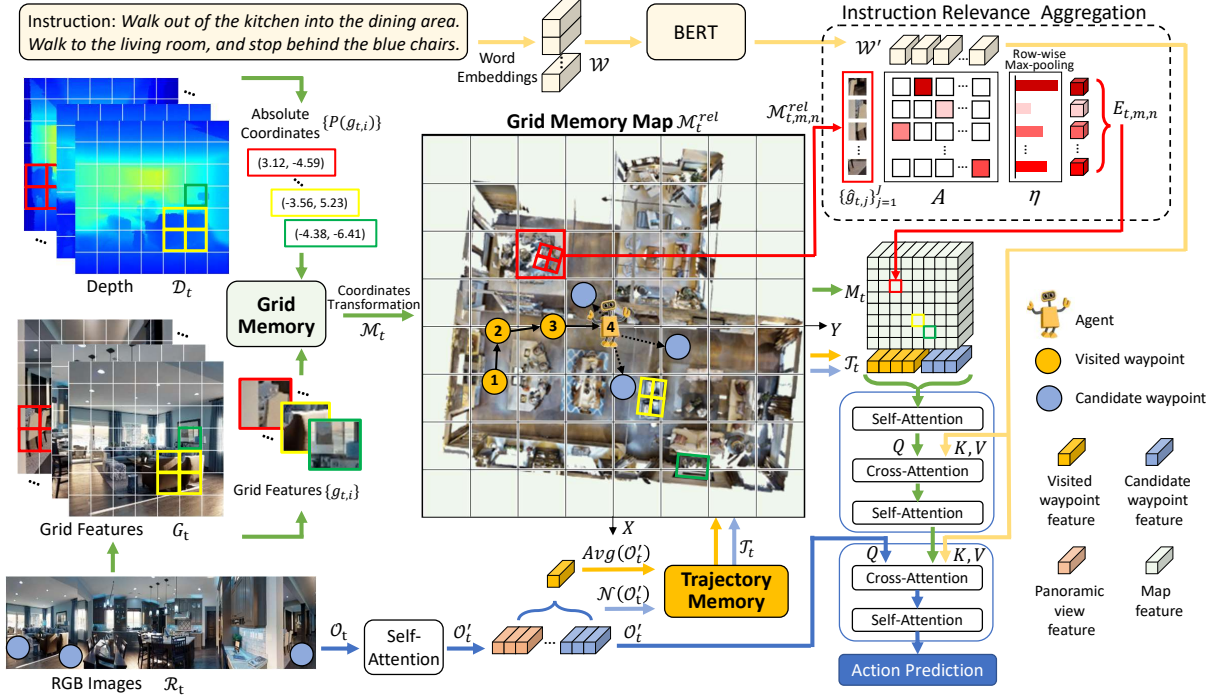 Instruction: Walk out of the kitchen into the dining area.
Walk to the living room, and stop behind the blue chairs.
Word
Embeddings
𝒲
BERT
Instruction Relevance Aggregation
𝒲′
Row-wise
Max-pooling
ℳ^{rel}_{t,m,n}
E_{t,m,n}
{ĝ_{t,j}}^J_{j=1}
A
η
...
Absolute
Coordinates
{P(g_{t,i})}
(3.12, -4.59)
...
(-3.56, 5.23)
(-4.38, -6.41)
...
Depth 𝒟_t
Grid
Memory
Coordinates
Transformation
ℳ_t
Grid Memory Map ℳ_t^{rel}
1
2
3
4
Y
X
M_t
𝒯_t
Agent
Visited waypoint
Candidate waypoint
Visited
waypoint
feature
Candidate
waypoint
feature
Panoramic
view
feature
Map
feature
...
...
Grid Features {g_{t,i}}
Grid Features G_t
RGB Images ℛ_t
𝒪_t
Self-
Attention
𝒪′_t
...
𝒪′_t
Avg(𝒪′_t)
𝒩(𝒪′_t)
Trajectory
Memory
𝒯_t
Self-Attention
Q
K, V
Cross-Attention
Self-Attention
Q
K, V
Cross-Attention
Self-Attention
Action Prediction